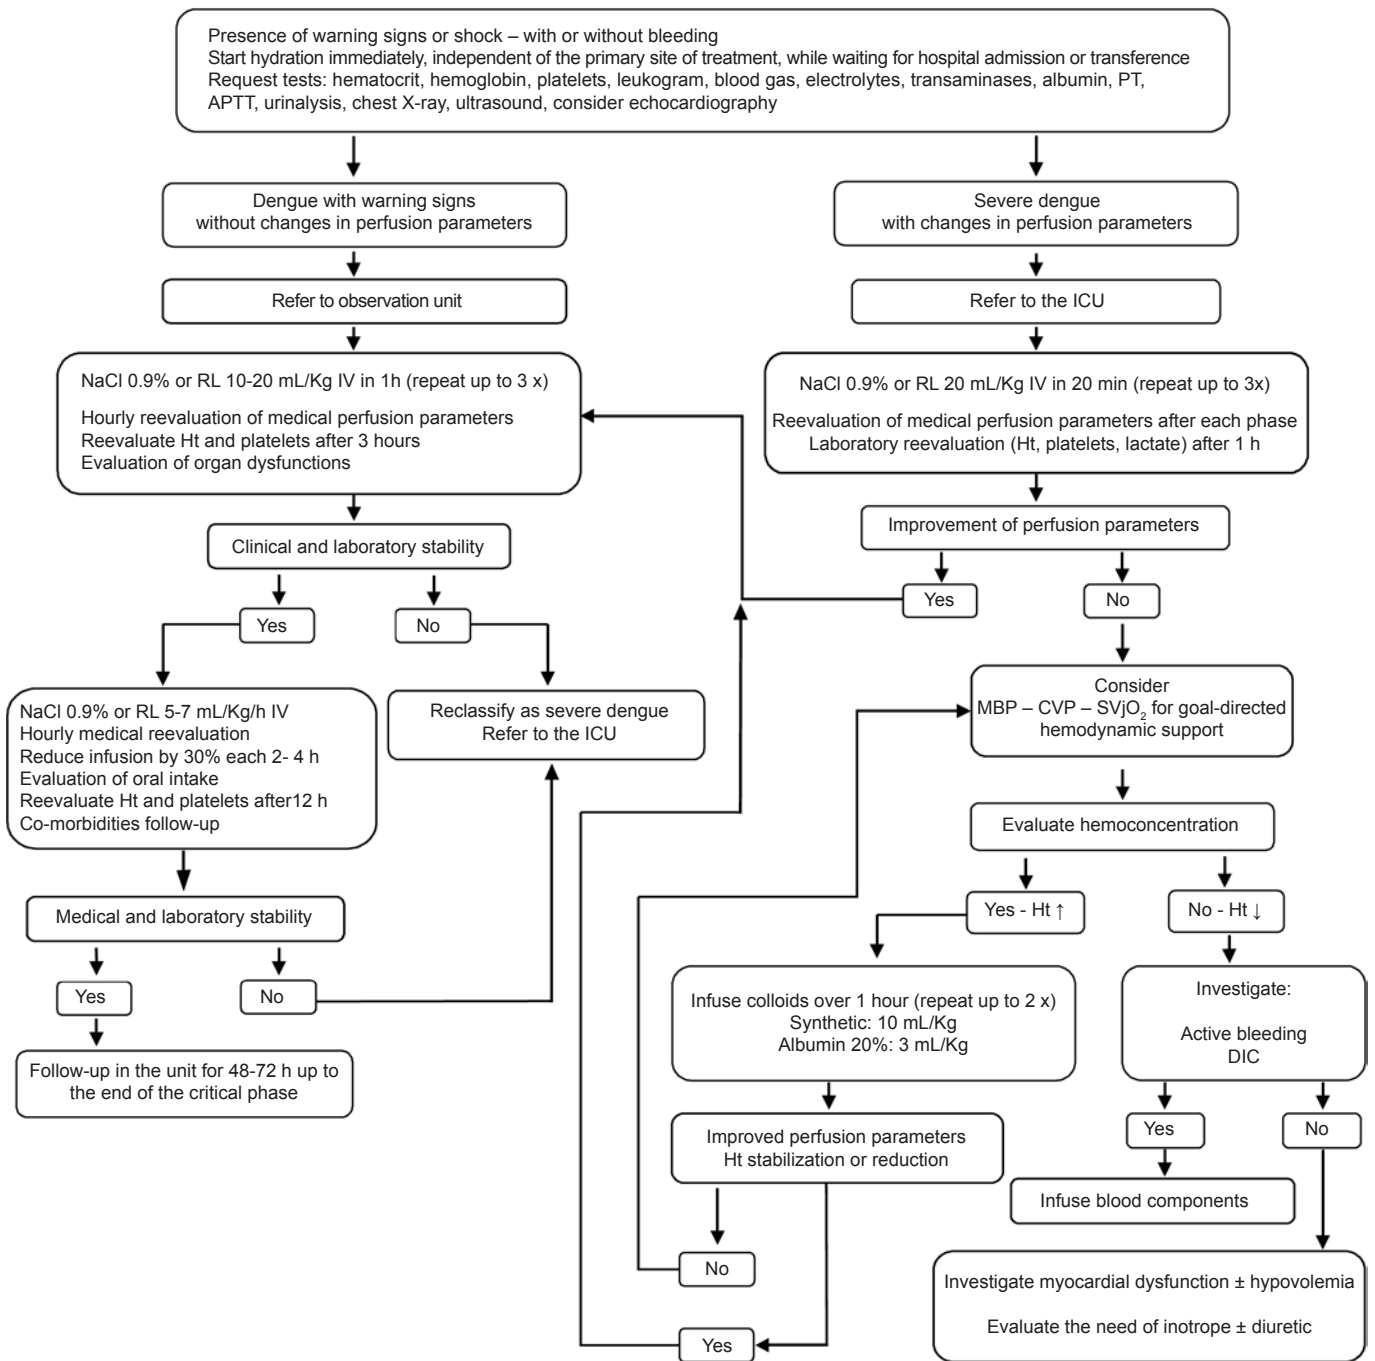 Presence of warning signs or shock – with or without bleeding
Start hydration immediately, independent of the primary site of treatment, while waiting for hospital admission or transference
Request tests: hematocrit, hemoglobin, platelets, leukogram, blood gas, electrolytes, transaminases, albumin, PT,
APTT, urinalysis, chest X-ray, ultrasound, consider echocardiography
Dengue with warning signs
without changes in perfusion parameters
Refer to observation unit
NaCl 0.9% or RL 10-20 mL/Kg IV in 1h (repeat up to 3 x)
Hourly reevaluation of medical perfusion parameters
Reevaluate Ht and platelets after 3 hours
Evaluation of organ dysfunctions
Clinical and laboratory stability
Yes
No
NaCl 0.9% or RL 5-7 mL/Kg/h IV
Hourly medical reevaluation
Reduce infusion by 30% each 2- 4 h
Evaluation of oral intake
Reevaluate Ht and platelets after12 h
Co-morbidities follow-up
Reclassify as severe dengue
Refer to the ICU
Medical and laboratory stability
Yes
No
Follow-up in the unit for 48-72 h up to
the end of the critical phase
Severe dengue
with changes in perfusion parameters
Refer to the ICU
NaCl 0.9% or RL 20 mL/Kg IV in 20 min (repeat up to 3x)
Reevaluation of medical perfusion parameters after each phase
Laboratory reevaluation (Ht, platelets, lactate) after 1 h
Improvement of perfusion parameters
Yes
No
Consider
MBP – CVP – SVjO₂ for goal-directed
hemodynamic support
Evaluate hemoconcentration
Yes - Ht ↑
No - Ht ↓
Infuse colloids over 1 hour (repeat up to 2 x)
Synthetic: 10 mL/Kg
Albumin 20%: 3 mL/Kg
Improved perfusion parameters
Ht stabilization or reduction
No
Yes
Investigate:
Active bleeding
DIC
Yes
No
Infuse blood components
Investigate myocardial dysfunction ± hypovolemia
Evaluate the need of inotrope ± diuretic